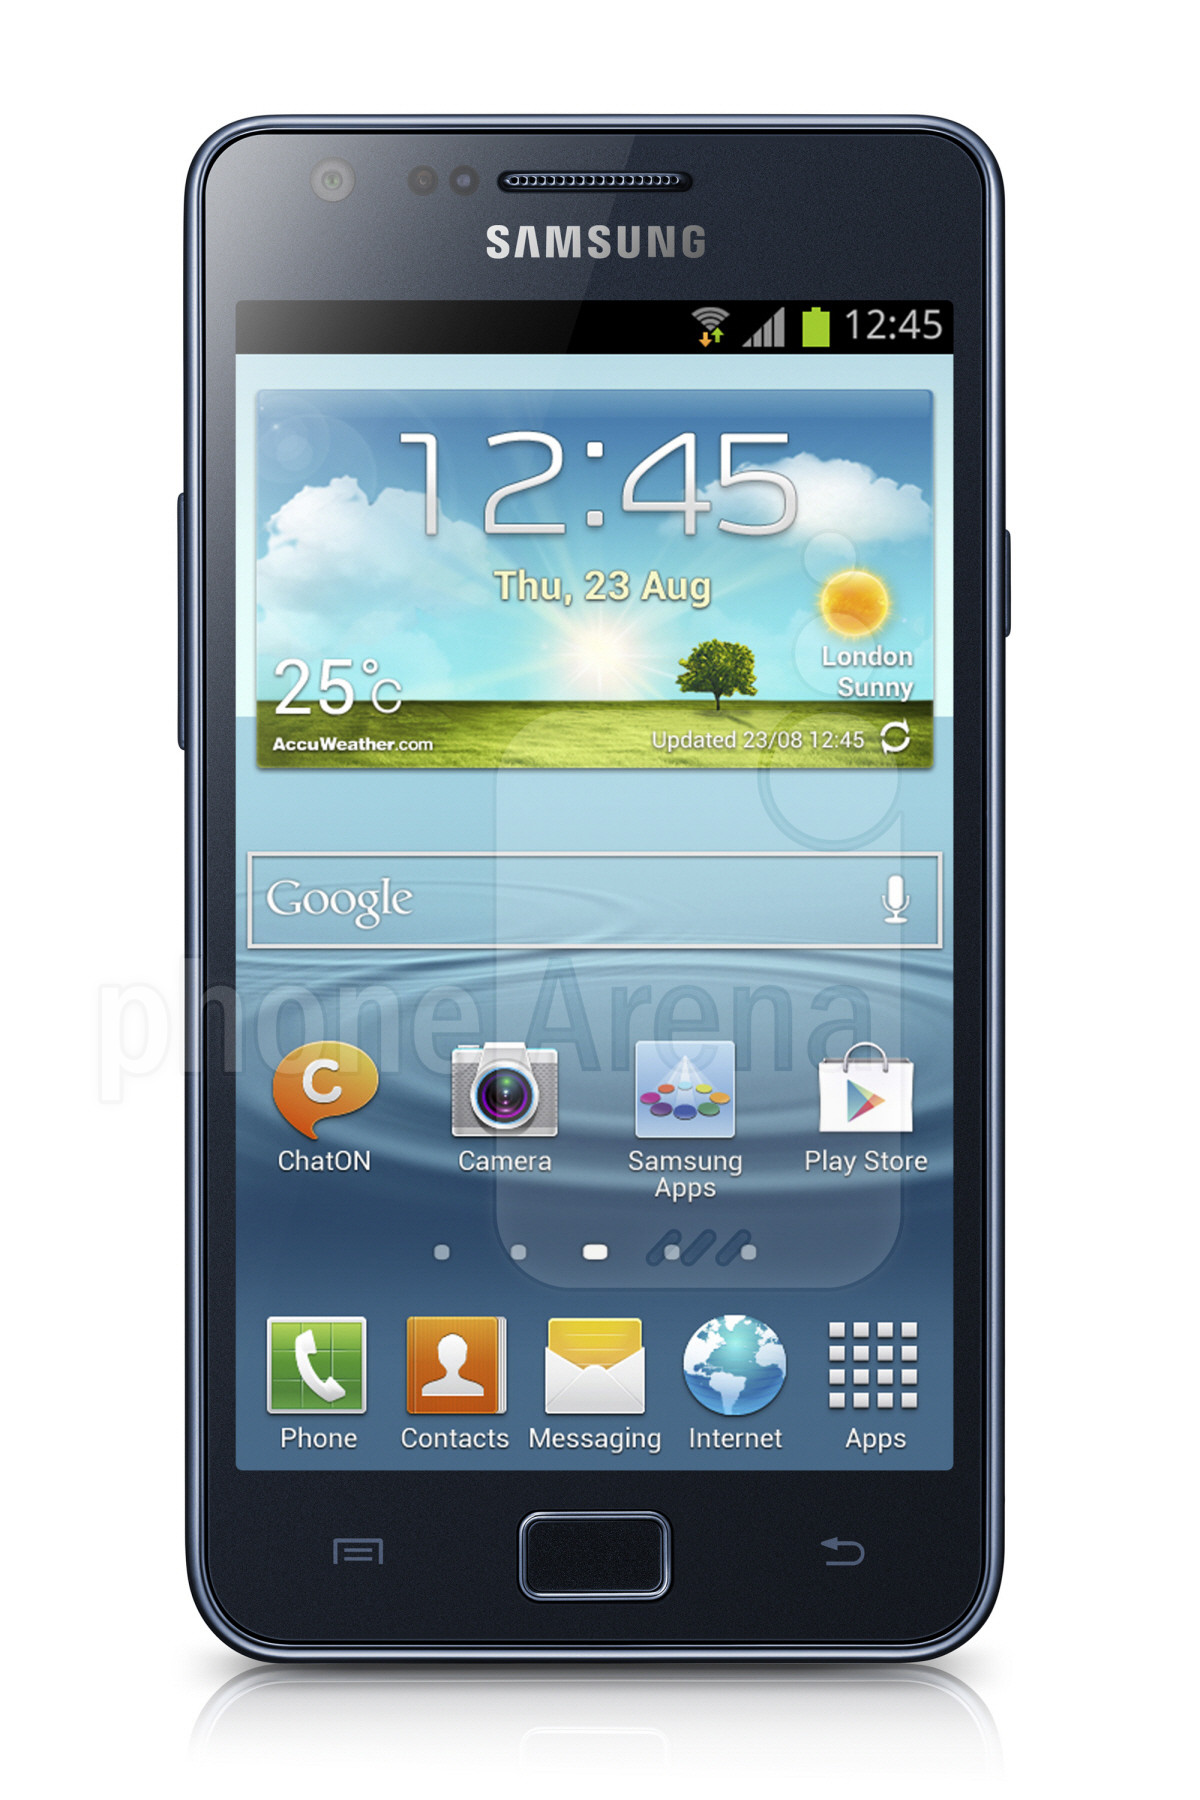 SAMSUNG
12:45
12:45
Thu, 23 Aug
London
Sunny
25°C
AccuWeather.com
Updated 23/08 12:45
Google
phoneArena
C
ChatON
Camera
Samsung
Apps
Play Store
Phone
Contacts
Messaging
Internet
Apps